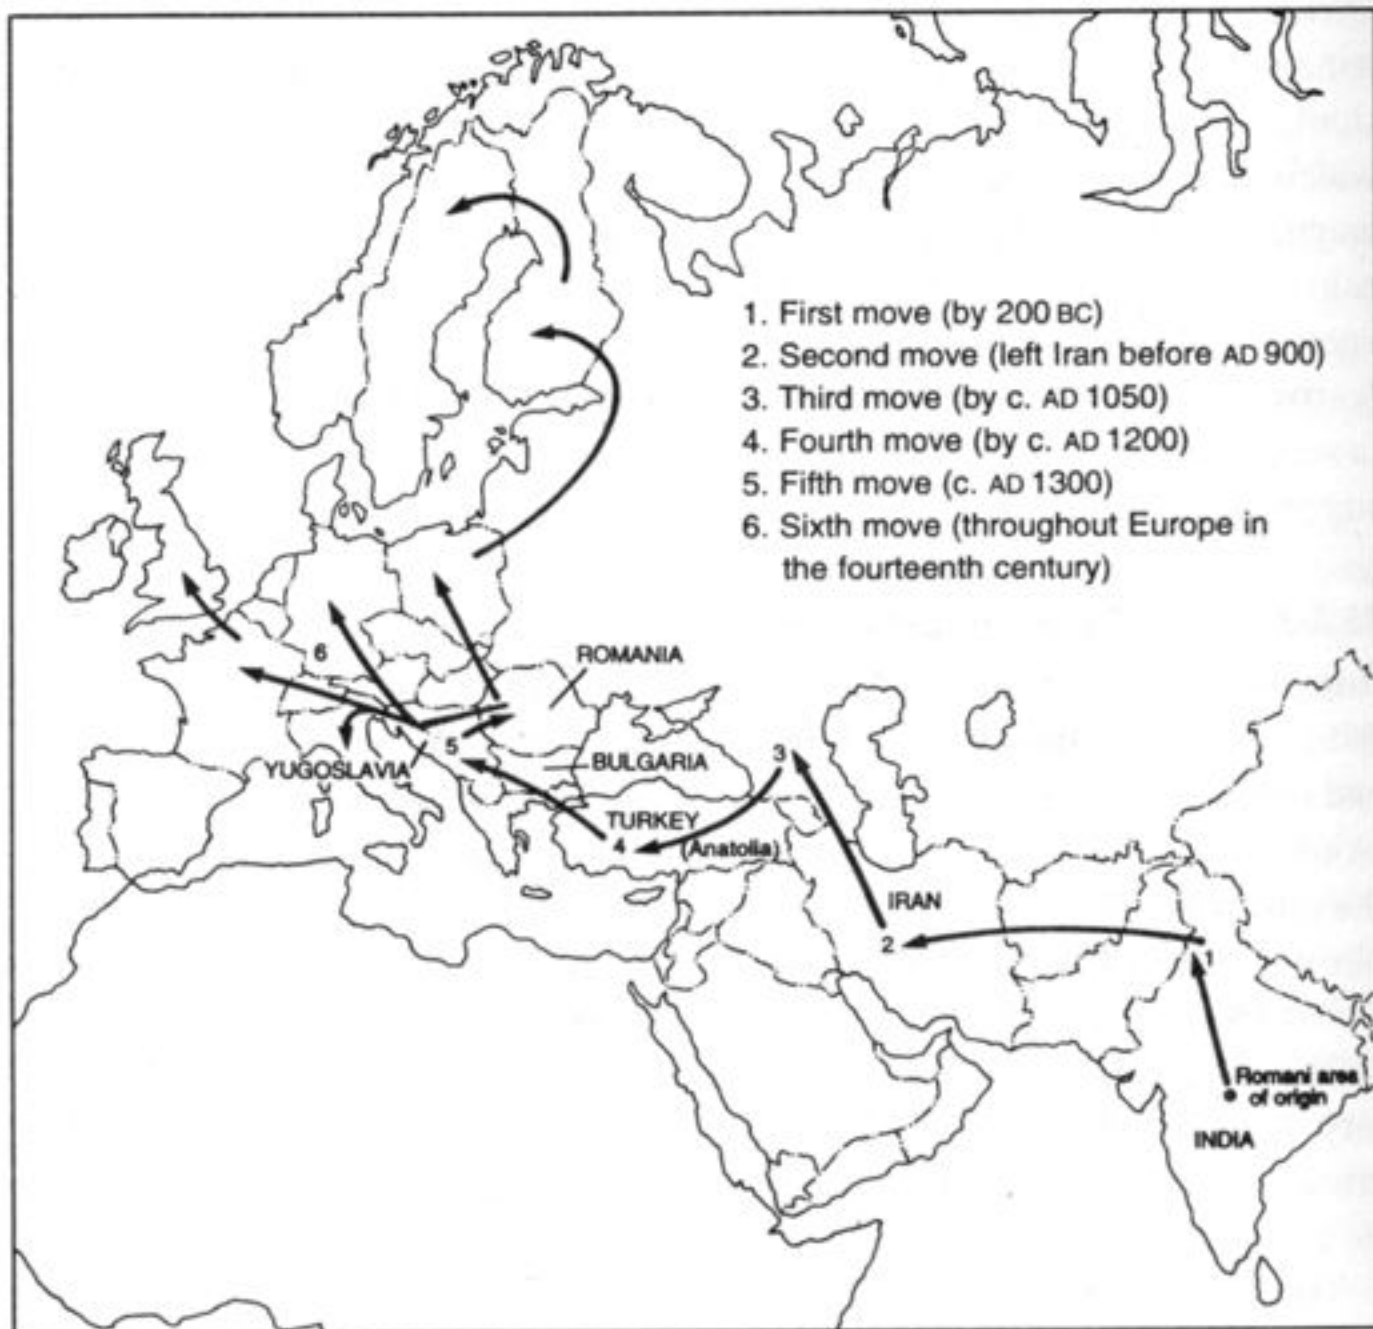 1. First move (by 200 BC)
2. Second move (left Iran before AD 900)
3. Third move (by c. AD 1050)
4. Fourth move (by c. AD 1200)
5. Fifth move (c. AD 1300)
6. Sixth move (throughout Europe in
the fourteenth century)
6
ROMANIA
5
3
YUGOSLAVIA
BULGARIA
TURKEY
4
(Anatolia)
IRAN
2
1
Romani area
of origin
INDIA